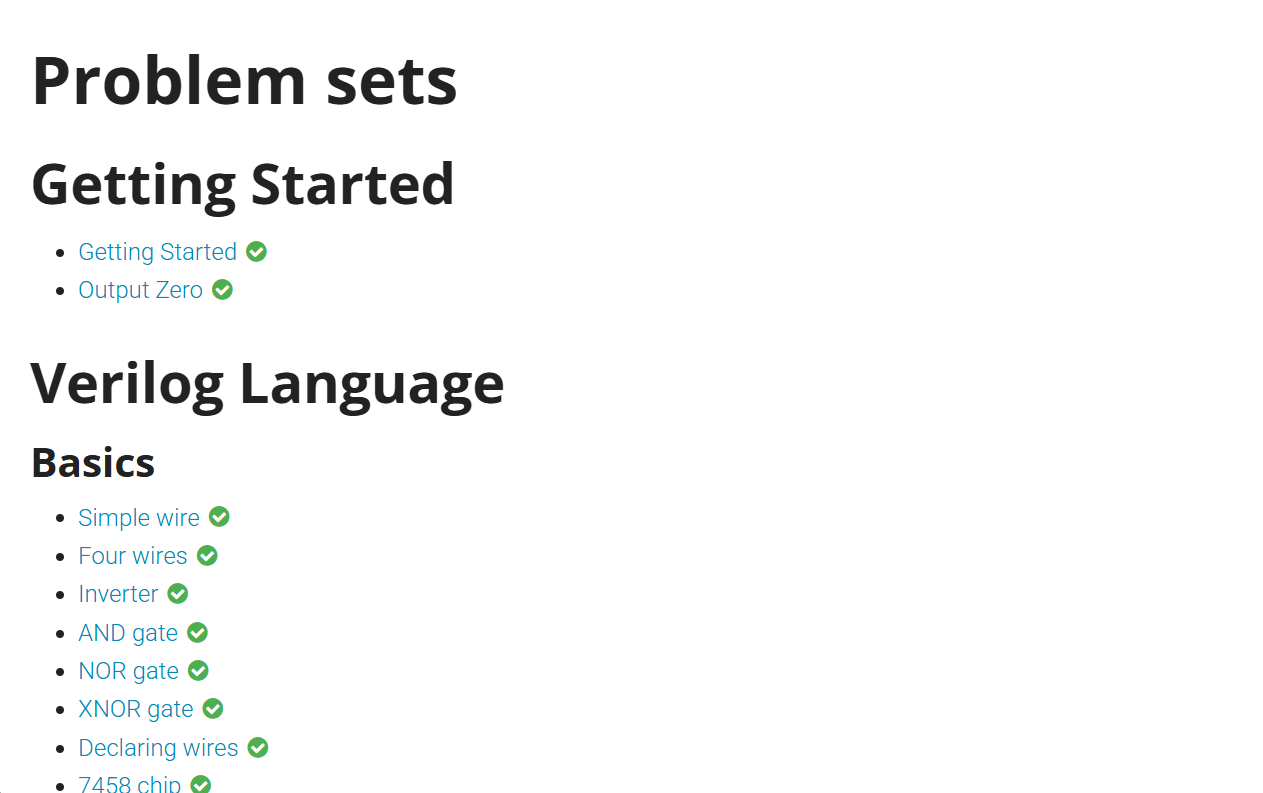 Problem sets
Getting Started
Getting Started
Output Zero
Verilog Language
Basics
Simple wire
Four wires
Inverter
AND gate
NOR gate
XNOR gate
Declaring wires
7458 chip